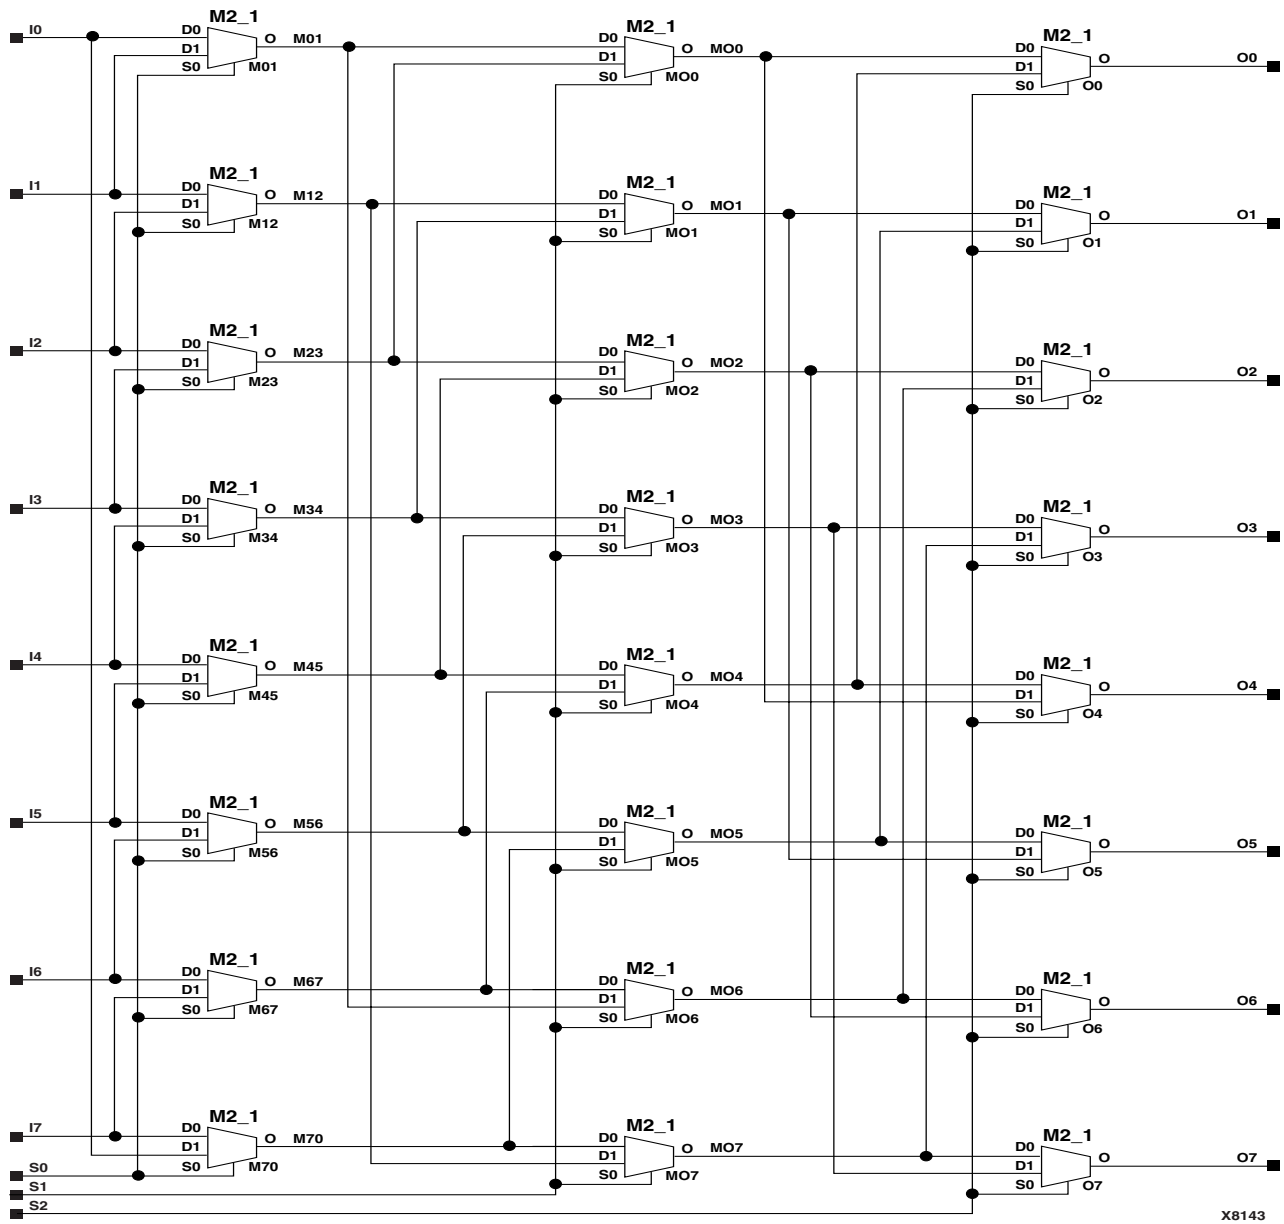 M2_1 M2_1 M2_1
I0 D0 O M01 D0 O MO0 D0 O O0
D1 D1 D1
S0 M01 S0 MO0 S0 O0
M2_1 M2_1 M2_1
I1 D0 O M12 D0 O MO1 D0 O O1
D1 D1 D1
S0 M12 S0 MO1 S0 O1
M2_1 M2_1 M2_1
I2 D0 O M23 D0 O MO2 D0 O O2
D1 D1 D1
S0 M23 S0 MO2 S0 O2
M2_1 M2_1 M2_1
I3 D0 O M34 D0 O MO3 D0 O O3
D1 D1 D1
S0 M34 S0 MO3 S0 O3
M2_1 M2_1 M2_1
I4 D0 O M45 D0 O MO4 D0 O O4
D1 D1 D1
S0 M45 S0 MO4 S0 O4
M2_1 M2_1 M2_1
I5 D0 O M56 D0 O MO5 D0 O O5
D1 D1 D1
S0 M56 S0 MO5 S0 O5
M2_1 M2_1 M2_1
I6 D0 O M67 D0 O MO6 D0 O O6
D1 D1 D1
S0 M67 S0 MO6 S0 O6
M2_1 M2_1 M2_1
I7 D0 O M70 D0 O MO7 D0 O O7
D1 D1 D1
S0 S0 M70 S0 MO7 S0 O7
S1
S2
X8143